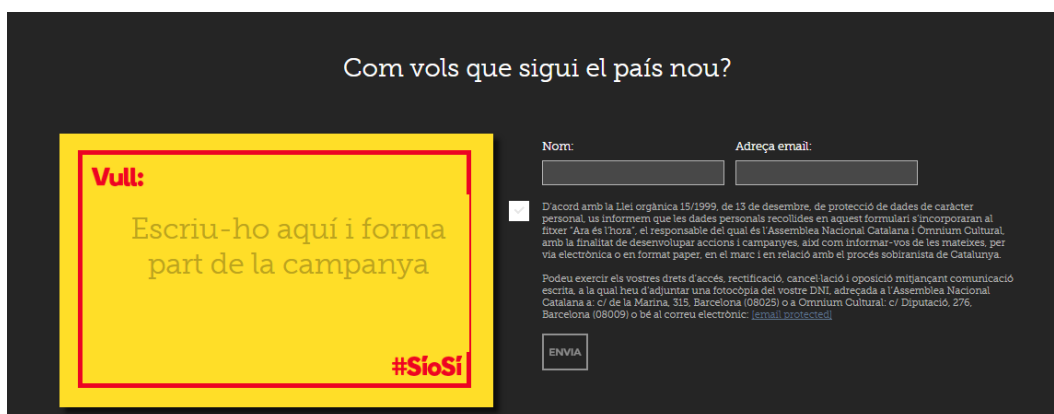 Com vols que sigui el país nou?
Vull:
Escriu-ho aquí i forma
part de la campanya
#SíoSí
Nom:
Adreça email:
D'acord amb la Llei orgànica 15/1999, de 13 de desembre, de protecció de dades de caràcter
personal, us informem que les dades personals recollides en aquest formulari s'incorporaran al
fitxer "Ara és l'hora", el responsable del qual és l'Assemblea Nacional Catalana i Òmnium Cultural,
amb la finalitat de desenvolupar accions i campanyes, així com informar-vos de les mateixes, per
via electrònica o en format paper, en el marc i en relació amb el procés sobiranista de Catalunya.
Podeu exercir els vostres drets d'accés, rectificació, cancel·lació i oposició mitjançant comunicació
escrita, a la qual heu d'adjuntar una fotocòpia del vostre DNI, adreçada a l'Assemblea Nacional
Catalana a: c/ de la Marina, 315, Barcelona (08025) o a Omnium Cultural: c/ Diputació, 276,
Barcelona (08009) o bé al correu electrònic: [email protected]
ENVIA